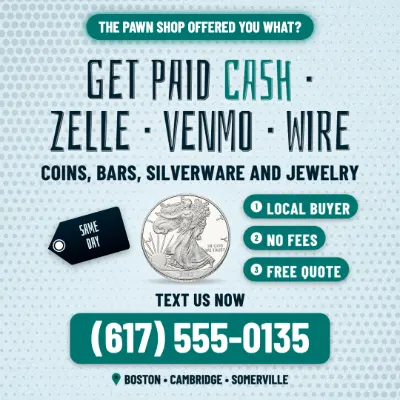 THE PAWN SHOP OFFERED YOU WHAT?
GET PAID CASH ·
ZELLE · VENMO · WIRE
COINS, BARS, SILVERWARE AND JEWELRY
SAME
DAY
1 LOCAL BUYER
2 NO FEES
3 FREE QUOTE
TEXT US NOW
(617) 555-0135
BOSTON • CAMBRIDGE • SOMERVILLE